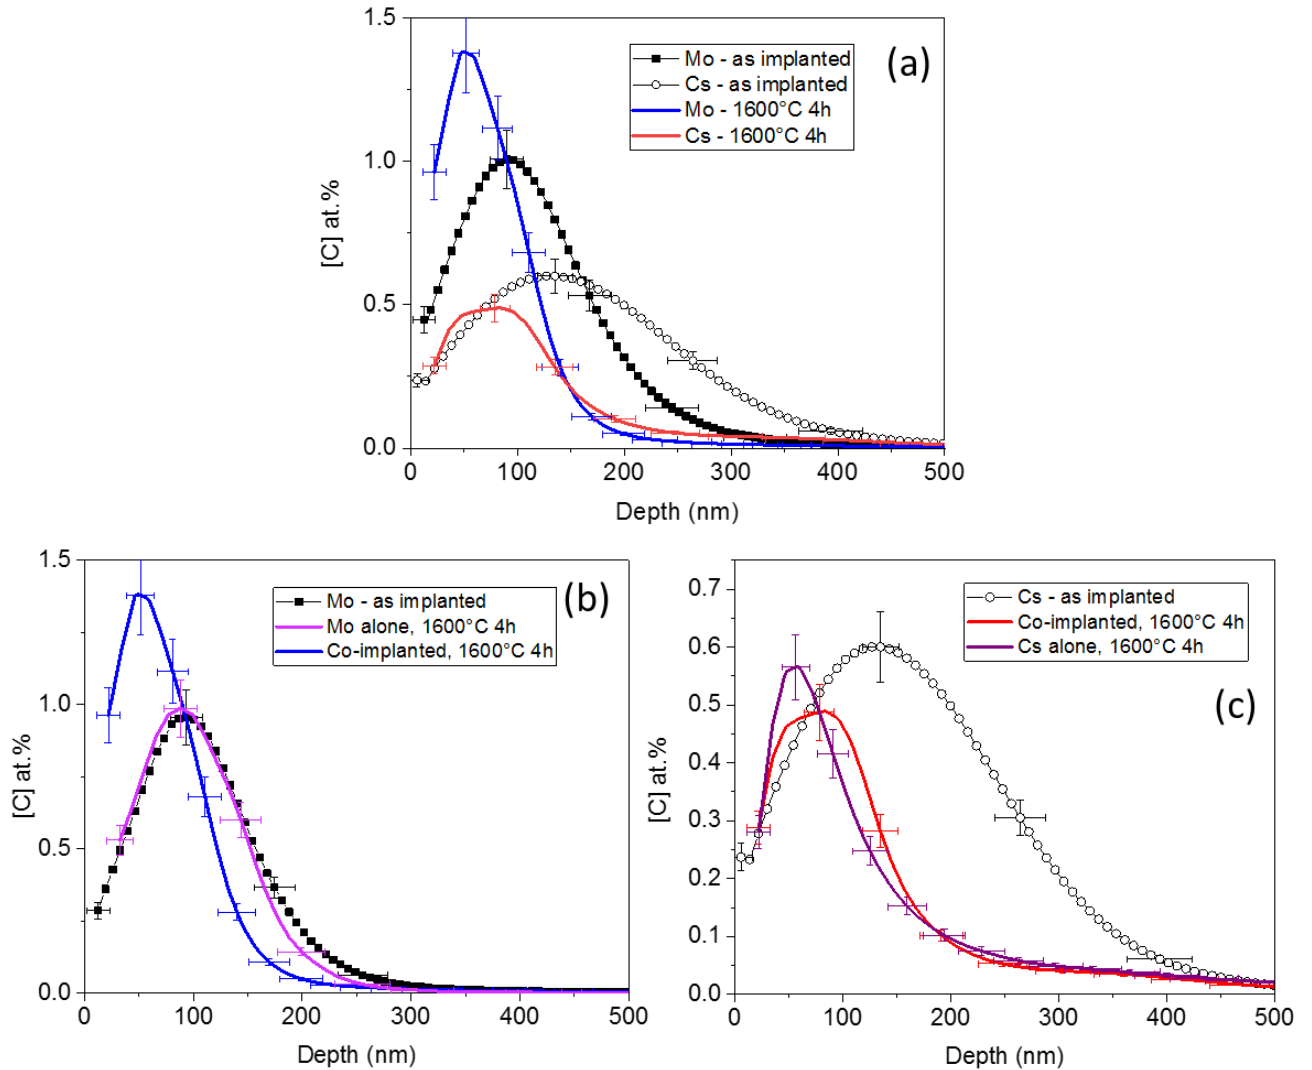 (a)
Mo - as implanted
Cs - as implanted
Mo - 1600°C 4h
Cs - 1600°C 4h
[C] at.%
1.5
1.0
0.5
0.0
0 100 200 300 400 500
Depth (nm)
(b)
Mo - as implanted
Mo alone, 1600°C 4h
Co-implanted, 1600°C 4h
[C] at.%
1.5
1.0
0.5
0.0
0 100 200 300 400 500
Depth (nm)
(c)
Cs - as implanted
Co-implanted, 1600°C 4h
Cs alone, 1600°C 4h
[C] at.%
0.7
0.6
0.5
0.4
0.3
0.2
0.1
0.0
0 100 200 300 400 500
Depth (nm)